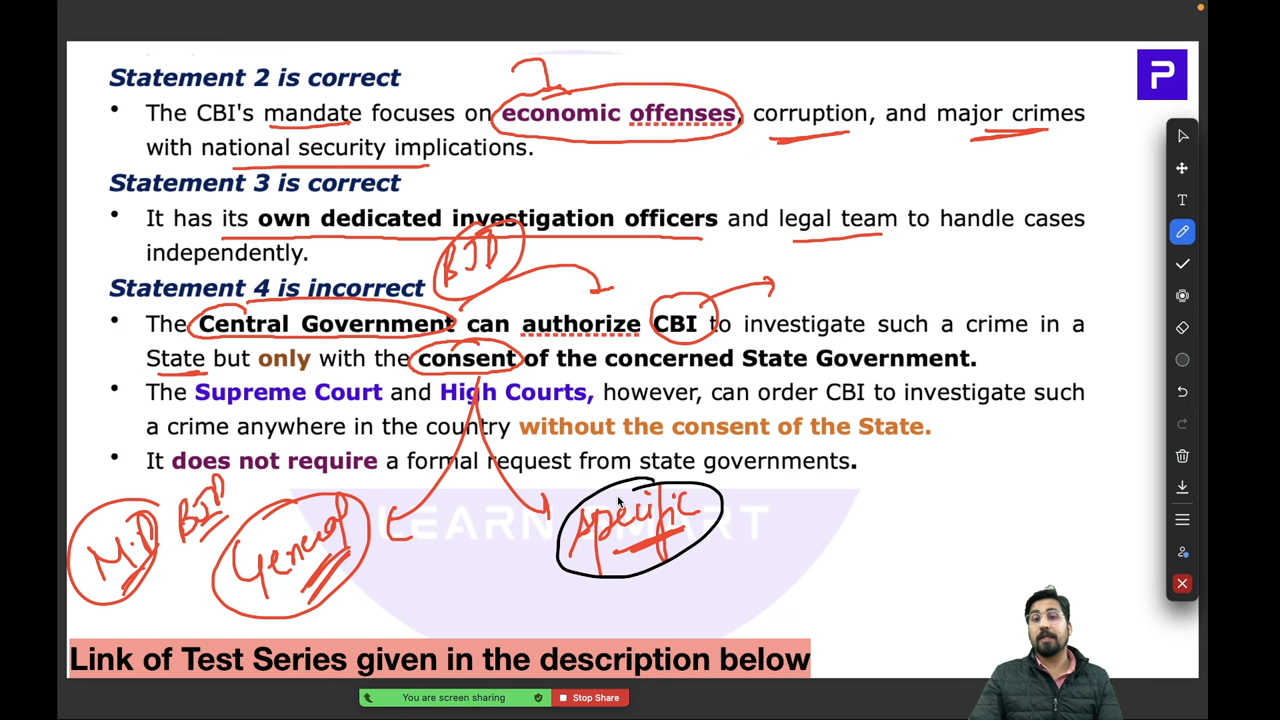 Statement 2 is correct
• The CBI's mandate focuses on economic offenses, corruption, and major crimes
with national security implications.
Statement 3 is correct
• It has its own dedicated investigation officers and legal team to handle cases
independently.
BJP
Statement 4 is incorrect
• The Central Government can authorize CBI to investigate such a crime in a
State but only with the consent of the concerned State Government.
• The Supreme Court and High Courts, however, can order CBI to investigate such
a crime anywhere in the country without the consent of the State.
• It does not require a formal request from state governments.
M.P
BJP
General
specific
LEARN SMART
Link of Test Series given in the description below
You are screen sharing
Stop Share